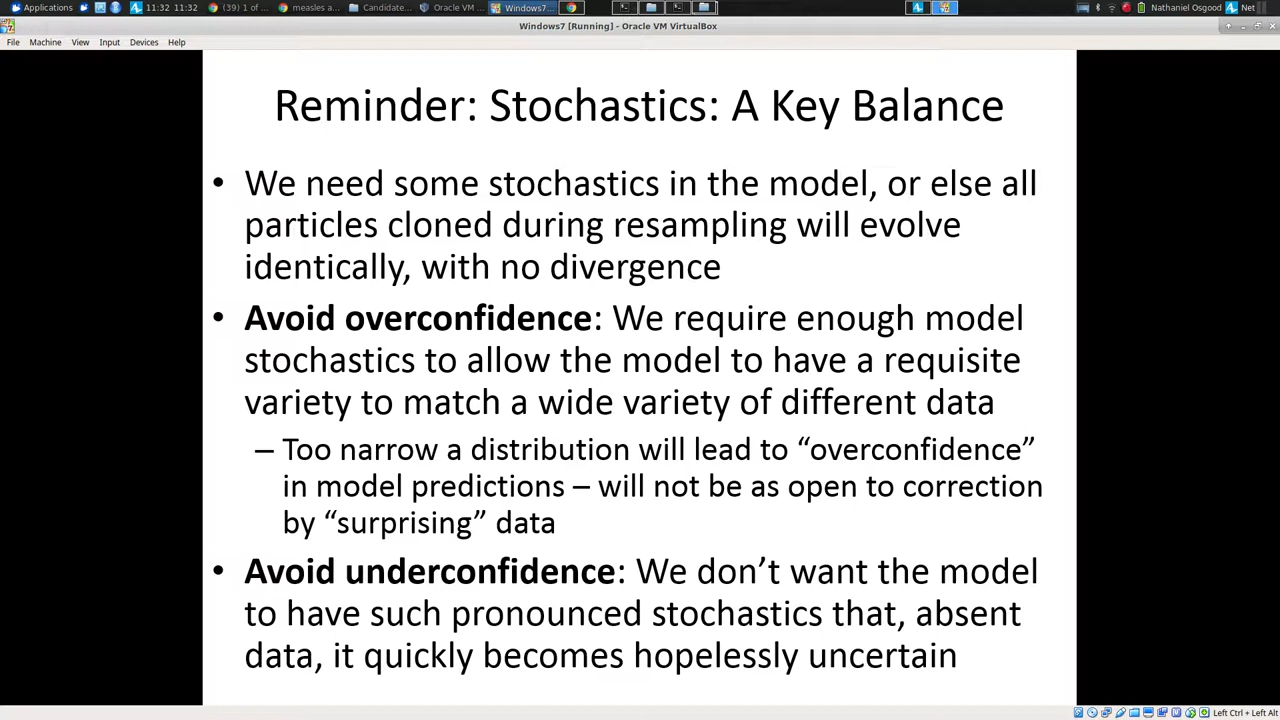 Applications
11:32 11:32
(39) 1 of ...
measles a...
Candidate...
Oracle VM ...
Windows7...
Nathaniel Osgood
Net
Windows7 [Running] - Oracle VM VirtualBox
File Machine View Input Devices Help
Reminder: Stochastics: A Key Balance
• We need some stochastics in the model, or else all
particles cloned during resampling will evolve
identically, with no divergence
• Avoid overconfidence: We require enough model
stochastics to allow the model to have a requisite
variety to match a wide variety of different data
– Too narrow a distribution will lead to “overconfidence”
in model predictions – will not be as open to correction
by “surprising” data
• Avoid underconfidence: We don’t want the model
to have such pronounced stochastics that, absent
data, it quickly becomes hopelessly uncertain
Left Ctrl + Left Alt